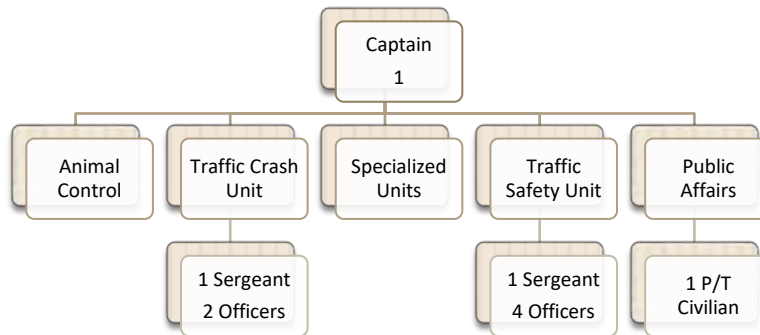 Captain
1
Animal
Control
Traffic Crash
Unit
Specialized
Units
Traffic
Safety Unit
Public
Affairs
1 Sergeant
2 Officers
1 Sergeant
4 Officers
1 P/T
Civilian